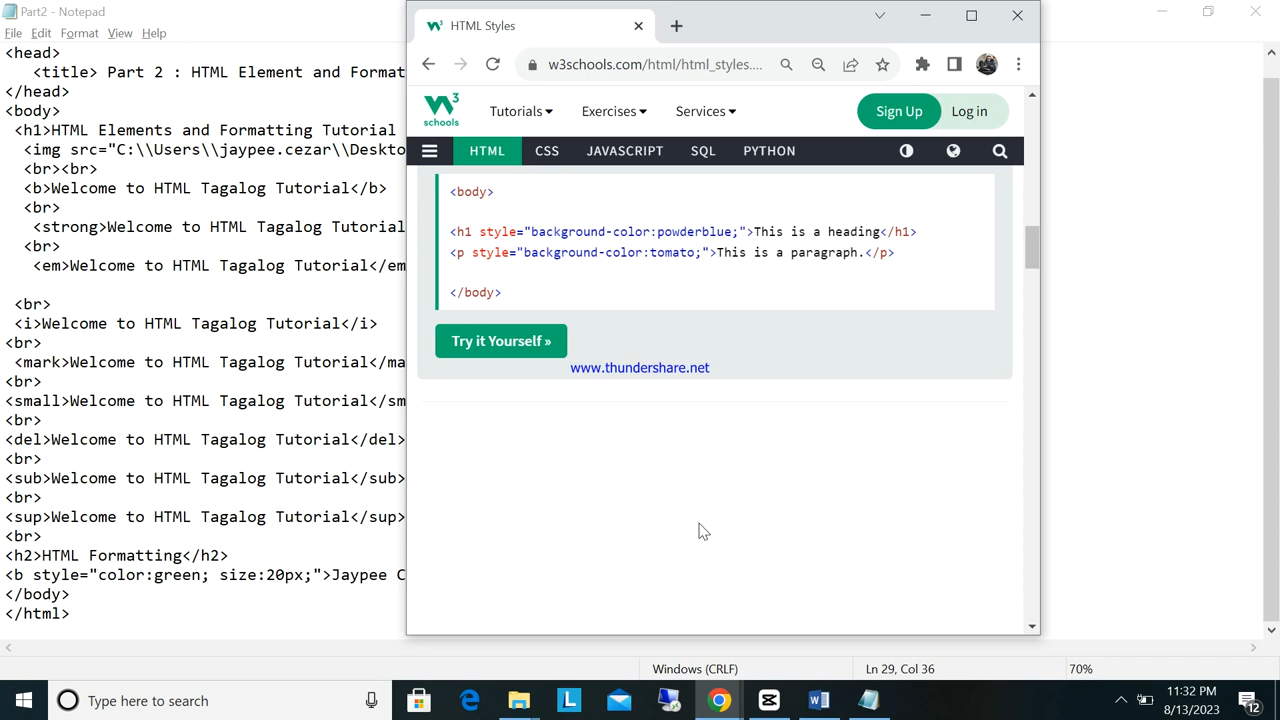 Part2 - Notepad
File Edit Format View Help
<head>
<title> Part 2 : HTML Element and Format
</head>
<body>
<h1>HTML Elements and Formatting Tutorial
<img src="C:\\Users\\jaypee.cezar\\Deskto
<br><br>
<b>Welcome to HTML Tagalog Tutorial</b>
<br>
<strong>Welcome to HTML Tagalog Tutorial
<br>
<em>Welcome to HTML Tagalog Tutorial</em
<br>
<i>Welcome to HTML Tagalog Tutorial</i>
<br>
<mark>Welcome to HTML Tagalog Tutorial</ma
<br>
<small>Welcome to HTML Tagalog Tutorial</sm
<br>
<del>Welcome to HTML Tagalog Tutorial</del>
<br>
<sub>Welcome to HTML Tagalog Tutorial</sub>
<br>
<sup>Welcome to HTML Tagalog Tutorial</sup>
<br>
<h2>HTML Formatting</h2>
<b style="color:green; size:20px;">Jaypee C
</body>
</html>
HTML Styles
w3schools.com/html/html_styles....
W3 schools
Tutorials Exercises Services Sign Up Log in
HTML CSS JAVASCRIPT SQL PYTHON
<body>
<h1 style="background-color:powderblue;">This is a heading</h1>
<p style="background-color:tomato;">This is a paragraph.</p>
</body>
Try it Yourself »
www.thundershare.net
Windows (CRLF) Ln 29, Col 36 70%
Type here to search
11:32 PM
8/13/2023
12